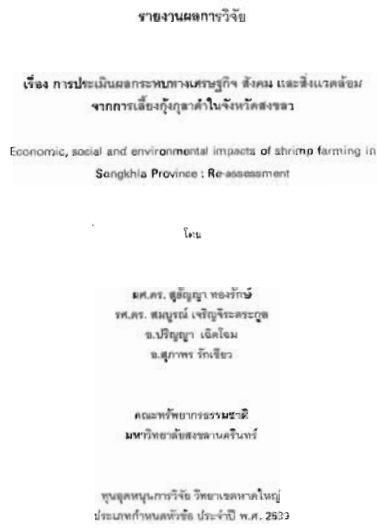 รายงานผลการวิจัย
เรื่อง การประเมินผลกระทบทางเศรษฐกิจ สังคม และสิ่งแวดล้อม
จากการเลี้ยงกุ้งกุลาดำในจังหวัดสงขลา
Economic, social and environmental impacts of shrimp farming in
Songkhla Province : Re-assessment
โดย
ผศ.ดร. สุธัญญา ทองรักษ์
รศ.ดร. สมบูรณ์ เจริญจิระตระกูล
อ.ปริญญา เฉิดโฉม
อ.สุภาพร รักเขียว
คณะทรัพยากรธรรมชาติ
มหาวิทยาลัยสงขลานครินทร์
ทุนอุดหนุนการวิจัย วิทยาเขตหาดใหญ่
ประเภทกำหนดหัวข้อ ประจำปี พ.ศ. 2539